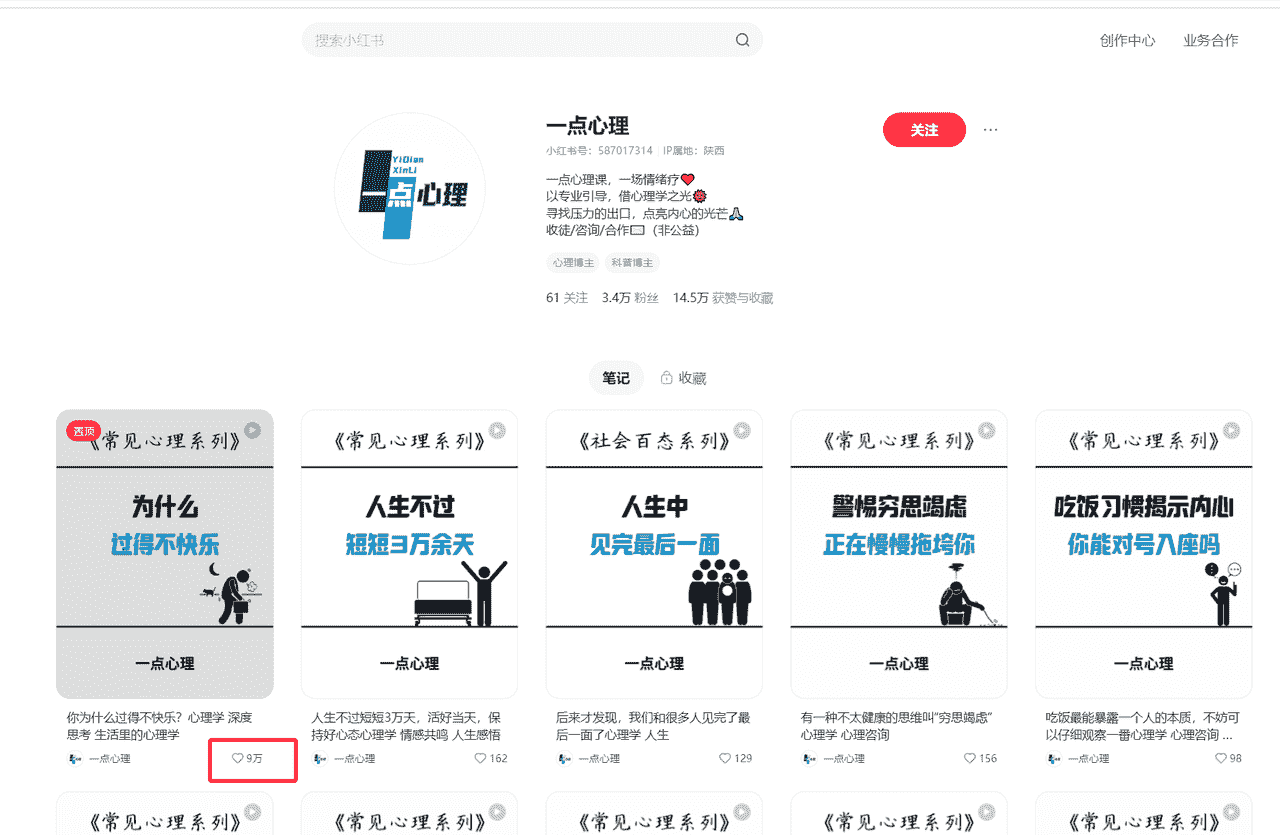 搜索小红书
创作中心
业务合作
YiDian
XinLi
一点心理
一点心理
关注
小红书号：587017314
IP属地：陕西
一点心理课，一场情绪疗
以专业引导，借心理学之光
寻找压力的出口，点亮内心的光芒
收徒/咨询/合作（非公益）
心理博主
科普博主
61 关注 3.4万 粉丝 14.5万 获赞与收藏
笔记
收藏
置顶
《常见心理系列》
为什么
过得不快乐
一点心理
你为什么过得不快乐？心理学 深度
思考 生活里的心理学
一点心理
9万
《常见心理系列》
人生不过
短短3万余天
一点心理
人生不过短短3万天，活好当天，保
持好心态心理学 情感共鸣 人生感悟
一点心理
162
《社会百态系列》
人生中
见完最后一面
一点心理
后来才发现，我们和很多人见完了最
后一面了心理学 人生
一点心理
129
《常见心理系列》
警惕穷思竭虑
正在慢慢拖垮你
一点心理
有一种不太健康的思维叫“穷思竭虑”
心理学 心理咨询
一点心理
156
《常见心理系列》
吃饭习惯揭示内心
你能对号入座吗
一点心理
吃饭最能暴露一个人的本质，不妨可
以仔细观察一番心理学 心理咨询 ...
一点心理
98
《常见心理系列》
《常见心理系列》
《常见心理系列》
《常见心理系列》
《常见心理系列》